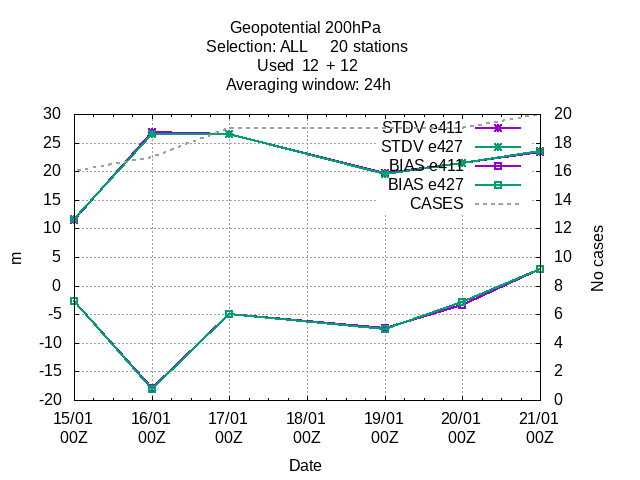 Geopotential 200hPa
Selection: ALL     20 stations
Used  12  + 12
Averaging window: 24h
30
25
20
15
10
5
0
-5
-10
-15
-20
m
20
18
16
14
12
10
8
6
4
2
0
No cases
STDV e411
STDV e427
BIAS e411
BIAS e427
CASES
15/01 16/01 17/01 18/01 19/01 20/01 21/01
00Z 00Z 00Z 00Z 00Z 00Z 00Z
Date